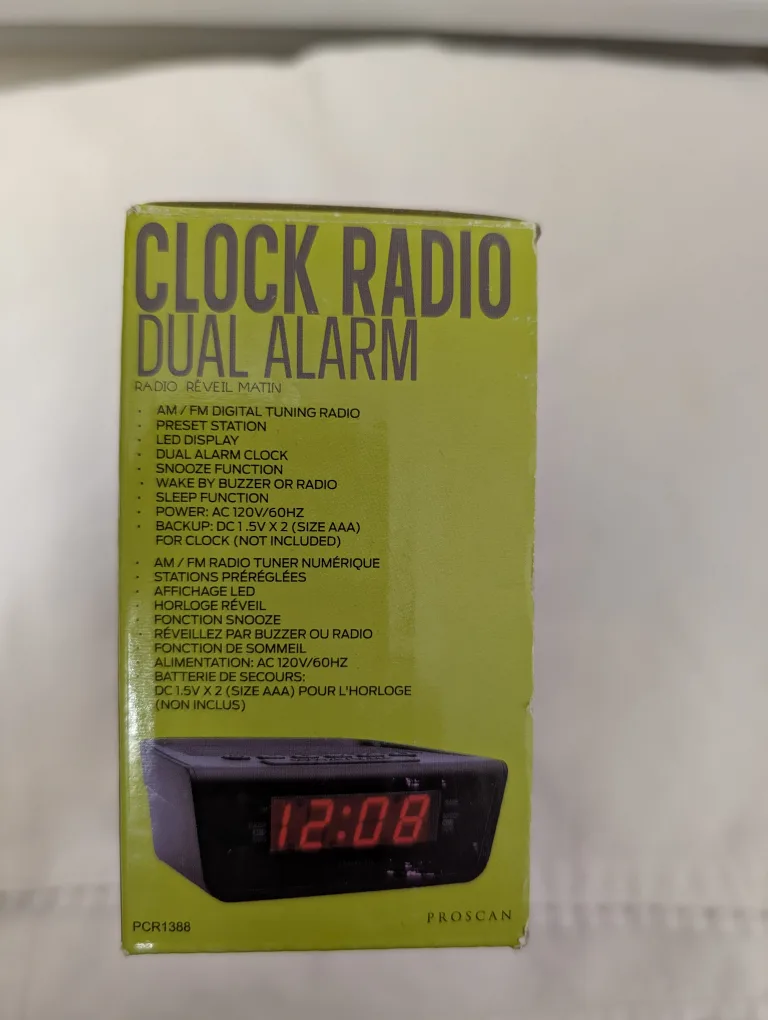 CLOCK RADIO
DUAL ALARM
RADIO RÉVEIL MATIN
· AM / FM DIGITAL TUNING RADIO
· PRESET STATION
· LED DISPLAY
· DUAL ALARM CLOCK
· SNOOZE FUNCTION
· WAKE BY BUZZER OR RADIO
· SLEEP FUNCTION
· POWER: AC 120V/60HZ
· BACKUP: DC 1.5V X 2 (SIZE AAA)
FOR CLOCK (NOT INCLUDED)
· AM / FM RADIO TUNER NUMÉRIQUE
· STATIONS PRÉRÉGLÉES
· AFFICHAGE LED
· HORLOGE RÉVEIL
· FONCTION SNOOZE
· RÉVEILLEZ PAR BUZZER OU RADIO
FONCTION DE SOMMEIL
ALIMENTATION: AC 120V/60HZ
BATTERIE DE SECOURS:
DC 1.5V X 2 (SIZE AAA) POUR L'HORLOGE
(NON INCLUS)
12:08
PCR1388
PROSCAN